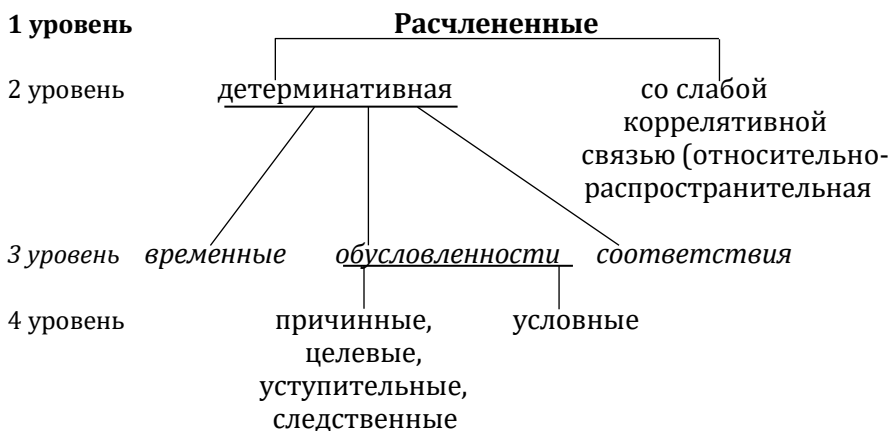 1 уровень Расчлененные
2 уровень детерминативная со слабой
коррелятивной
связью (относительно-
распространительная
3 уровень временные обусловленности соответствия
4 уровень причинные, условные
целевые,
уступительные,
следственные